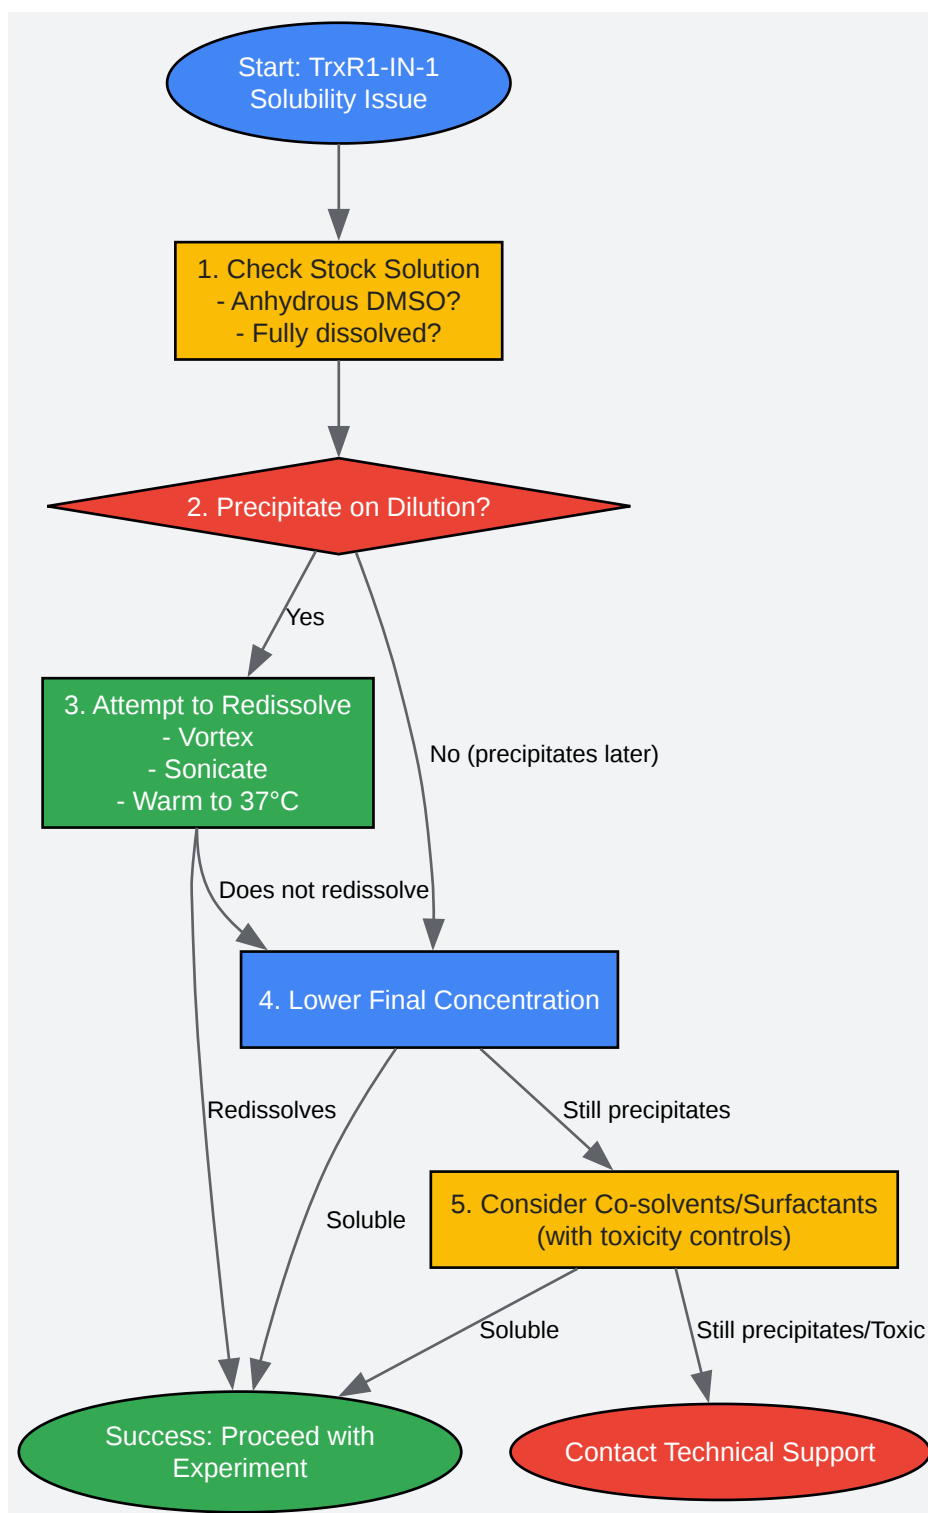 Start: TrxR1-IN-1
Solubility Issue
1. Check Stock Solution
- Anhydrous DMSO?
- Fully dissolved?
2. Precipitate on Dilution?
Yes
3. Attempt to Redissolve
- Vortex
- Sonicate
- Warm to 37°C
No (precipitates later)
Does not redissolve
4. Lower Final Concentration
Redissolves
Still precipitates
5. Consider Co-solvents/Surfactants
(with toxicity controls)
Soluble
Soluble
Still precipitates/Toxic
Success: Proceed with
Experiment
Contact Technical Support